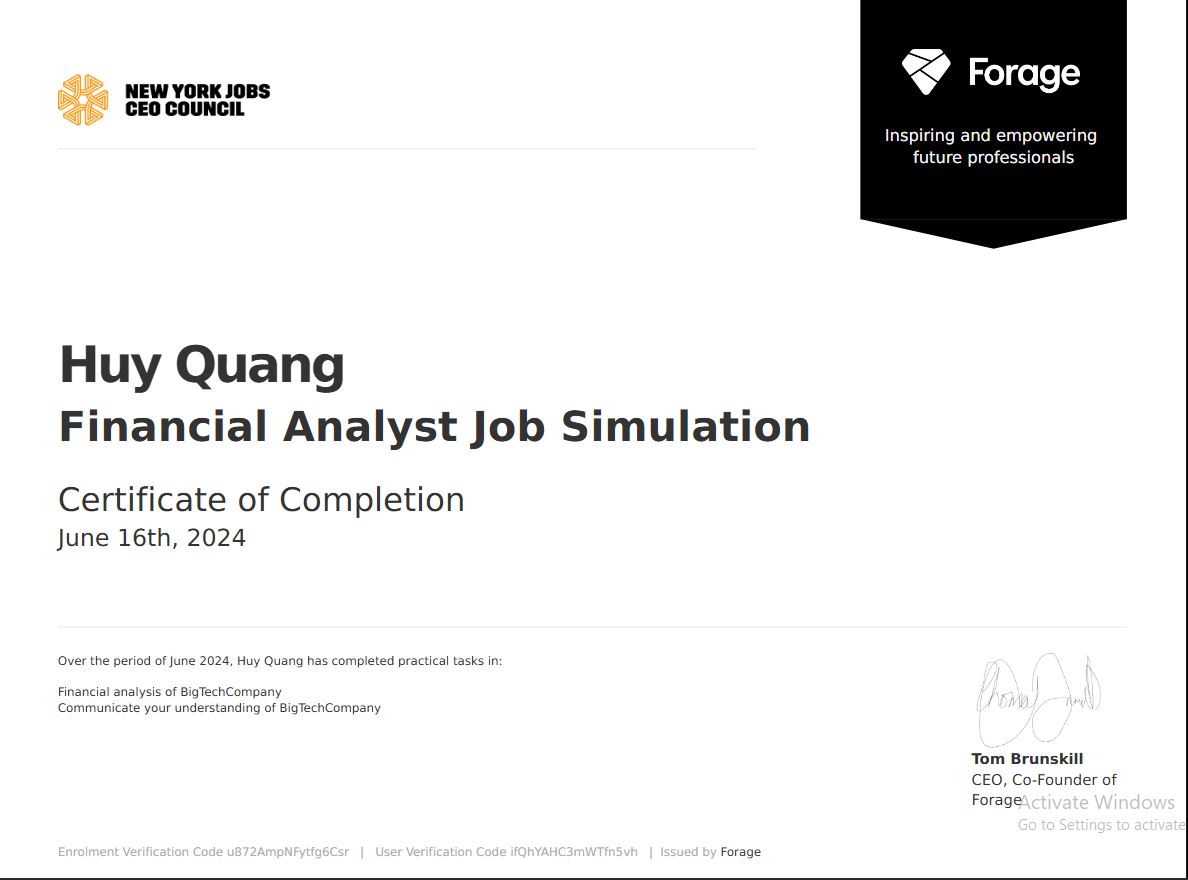 NEW YORK JOBS
CEO COUNCIL
Forage
Inspiring and empowering
future professionals
Huy Quang
Financial Analyst Job Simulation
Certificate of Completion
June 16th, 2024
Over the period of June 2024, Huy Quang has completed practical tasks in:
Financial analysis of BigTechCompany
Communicate your understanding of BigTechCompany
Tom Brunskill
CEO, Co-Founder of
Forage
Activate Windows
Go to Settings to activate
Enrolment Verification Code u872AmpNFytfg6Csr | User Verification Code ifQhYAHC3mWTfn5vh | Issued by Forage